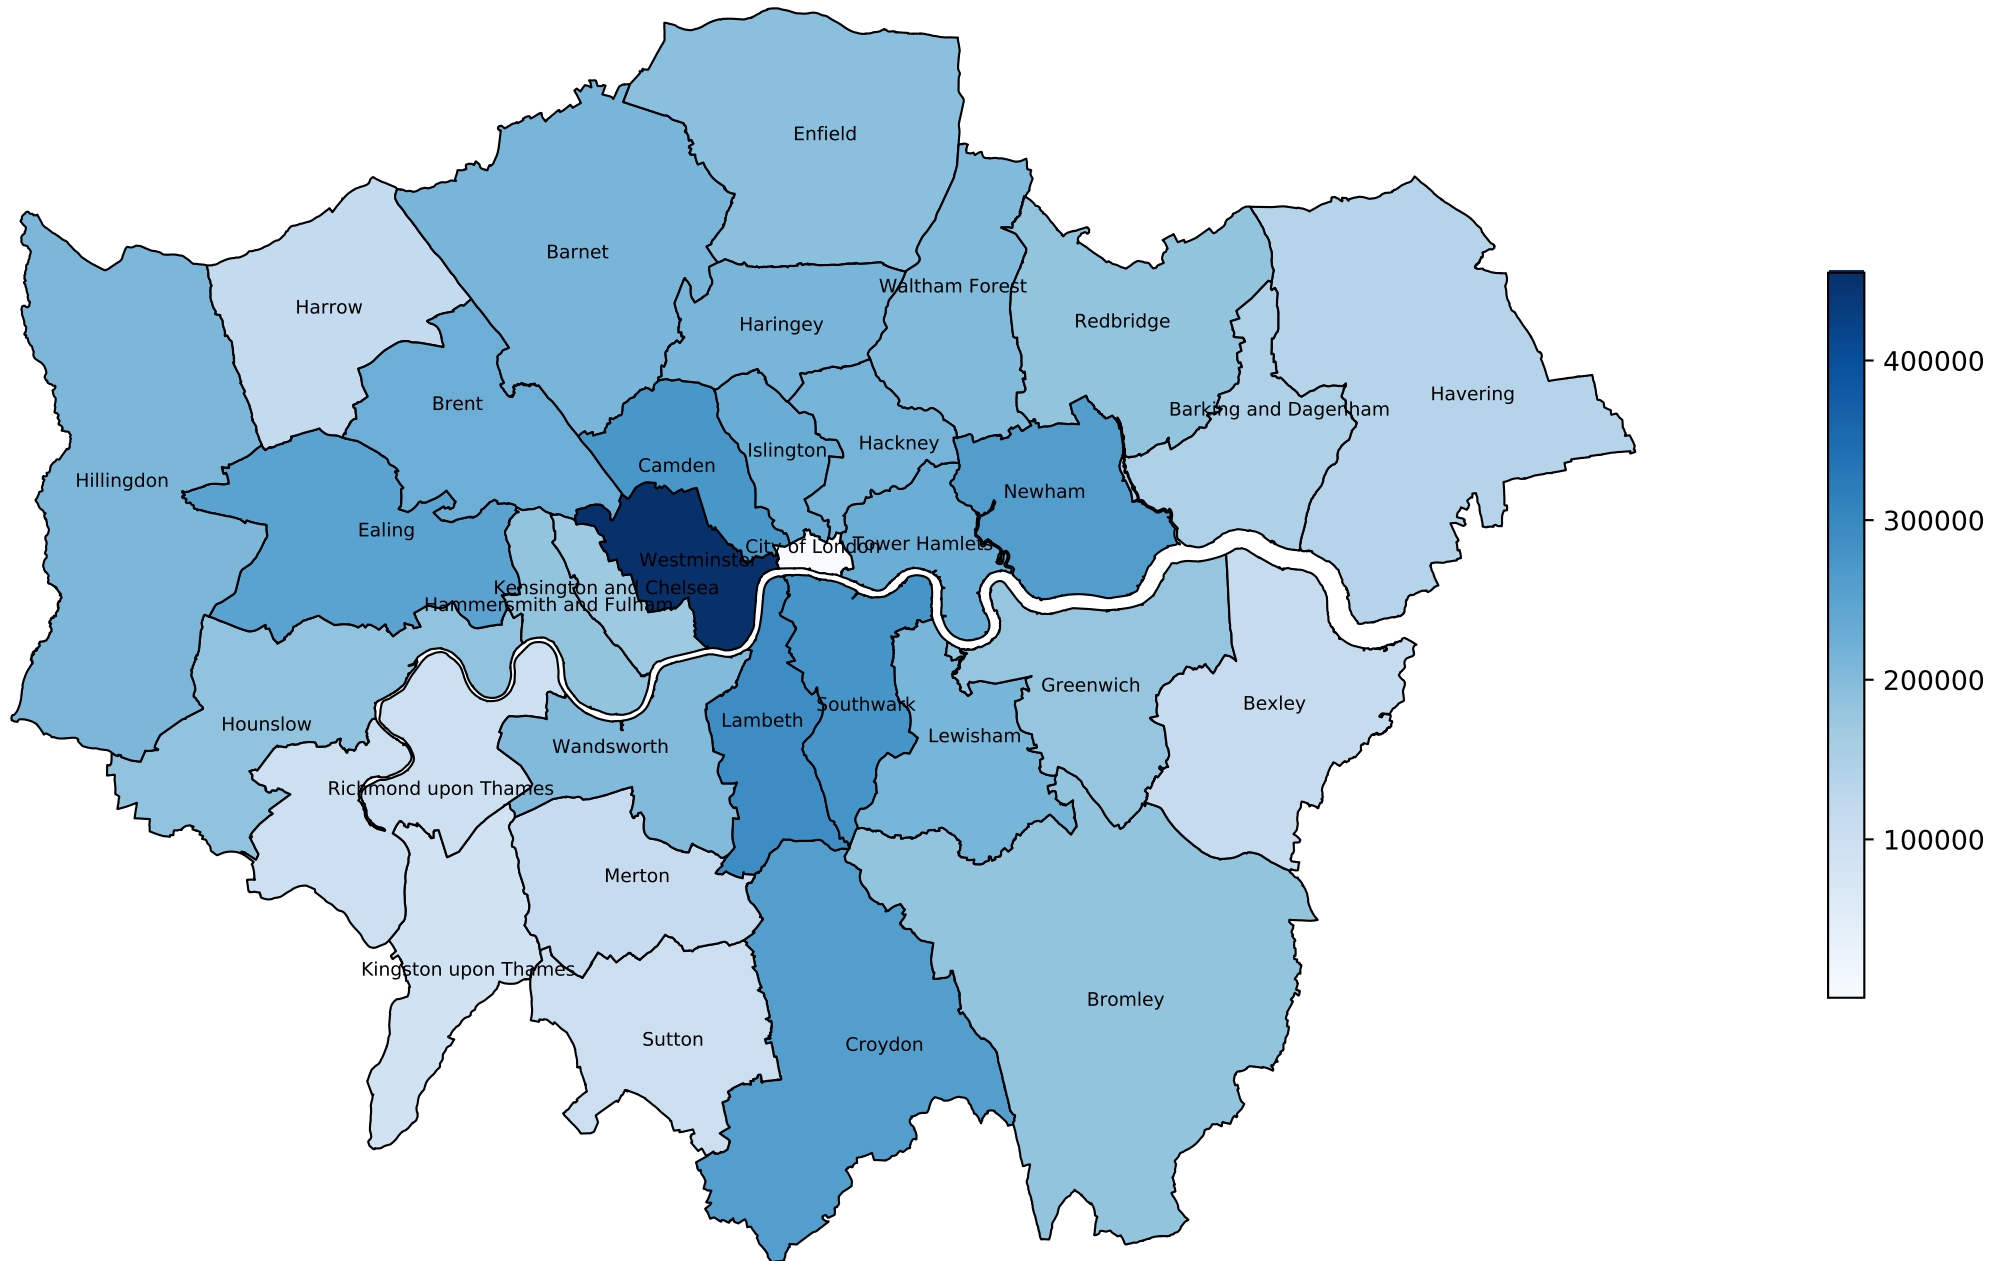 Enfield
Barnet
Waltham Forest
Harrow
Haringey
Redbridge
Havering
Brent
Barking and Dagenham
Hackney
Islington
Camden
Hillingdon
Newham
Ealing
Tower Hamlets
City of London
Westminster
Kensington and Chelsea
Hammersmith and Fulham
Greenwich
Bexley
Southwark
Lambeth
Hounslow
Lewisham
Wandsworth
Richmond upon Thames
Merton
Kingston upon Thames
Bromley
Sutton
Croydon
400000
300000
200000
100000